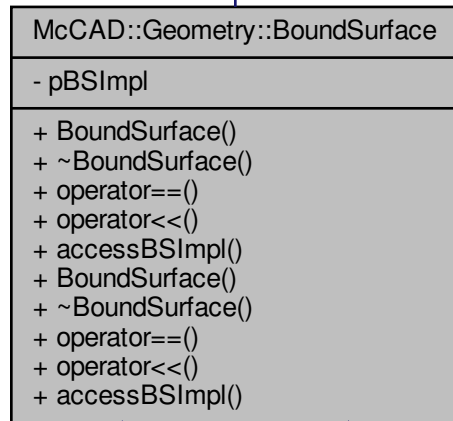 McCAD::Geometry::BoundSurface
- pBSImpl
+ BoundSurface()
+ ~BoundSurface()
+ operator==()
+ operator<<()
+ accessBSImpl()
+ BoundSurface()
+ ~BoundSurface()
+ operator==()
+ operator<<()
+ accessBSImpl()